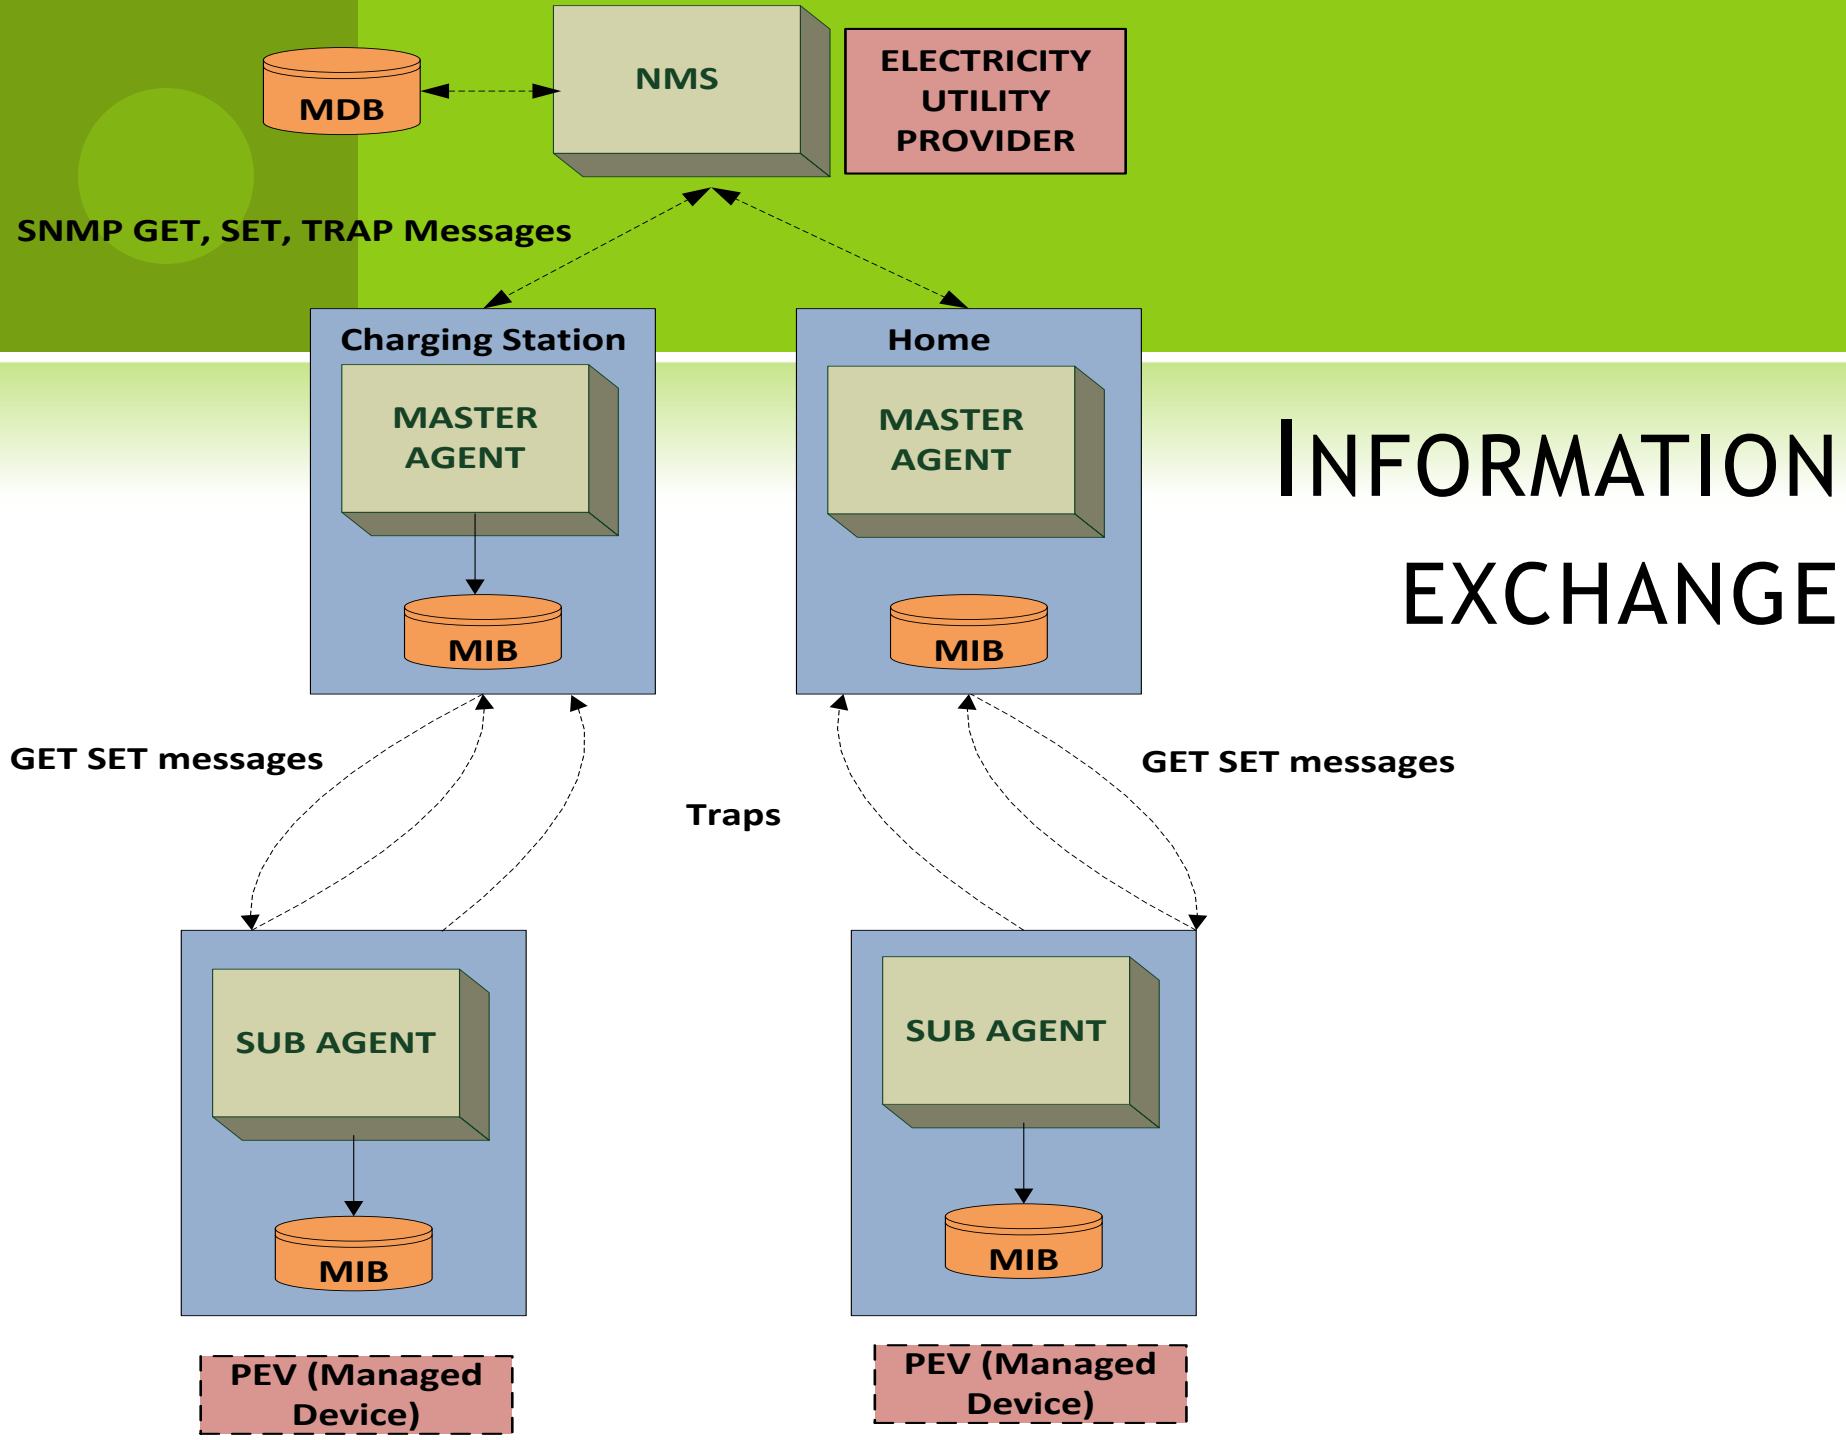 MDB
NMS
ELECTRICITY
UTILITY
PROVIDER
SNMP GET, SET, TRAP Messages
Charging Station
MASTER
AGENT
MIB
Home
MASTER
AGENT
MIB
INFORMATION
EXCHANGE
GET SET messages
Traps
GET SET messages
SUB AGENT
MIB
PEV (Managed
Device)
SUB AGENT
MIB
PEV (Managed
Device)